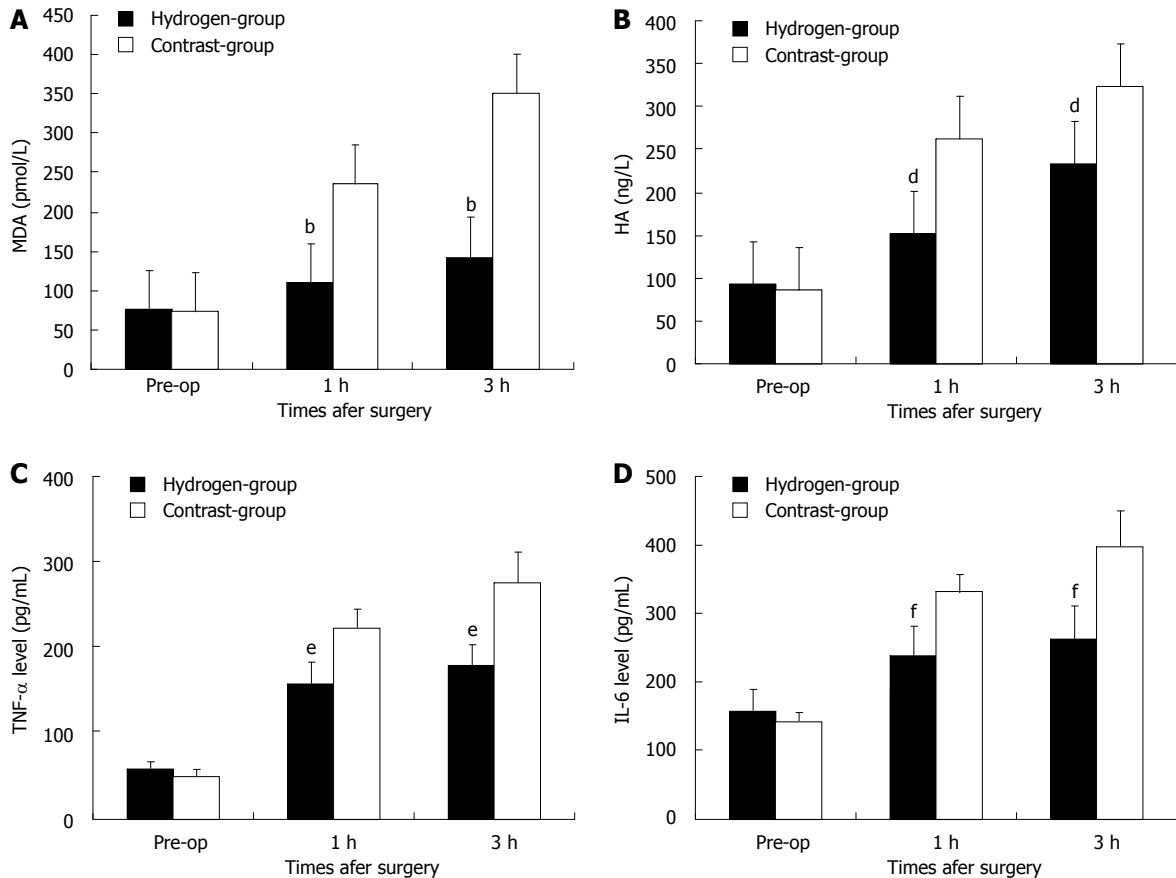 A
Hydrogen-group
Contrast-group
MDA (pmol/L)
450
400
350
300
250
200
150
100
50
0
b
b
Pre-op 1 h 3 h
Times afer surgery
B
Hydrogen-group
Contrast-group
HA (ng/L)
400
350
300
250
200
150
100
50
0
d
d
Pre-op 1 h 3 h
Times afer surgery
C
Hydrogen-group
Contrast-group
TNF-α level (pg/mL)
400
300
200
100
0
e
e
Pre-op 1 h 3 h
Times afer surgery
D
Hydrogen-group
Contrast-group
IL-6 level (pg/mL)
500
400
300
200
100
0
f
f
Pre-op 1 h 3 h
Times afer surgery